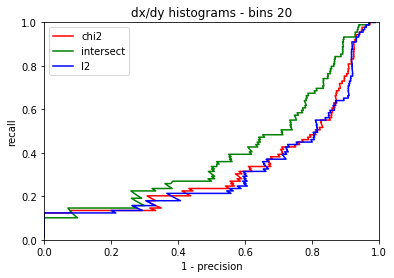 dx/dy histograms - bins 20
1.0
0.8
0.6
0.4
0.2
0.0
recall
chi2
intersect
l2
0.0 0.2 0.4 0.6 0.8 1.0
1 - precision